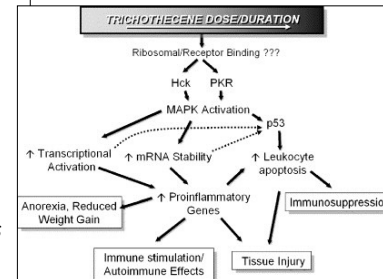 TRICHOTHECENE DOSE/DURATION
Ribosomal/Receptor Binding ???
Hck PKR
MAPK Activation
p53
↑ Transcriptional Activation
↑ mRNA Stability
↑ Leukocyte apoptosis
Anorexia, Reduced Weight Gain
↑ Proinflammatory Genes
Immunosuppressio
Immune stimulation/ Autoimmune Effects
Tissue Injury